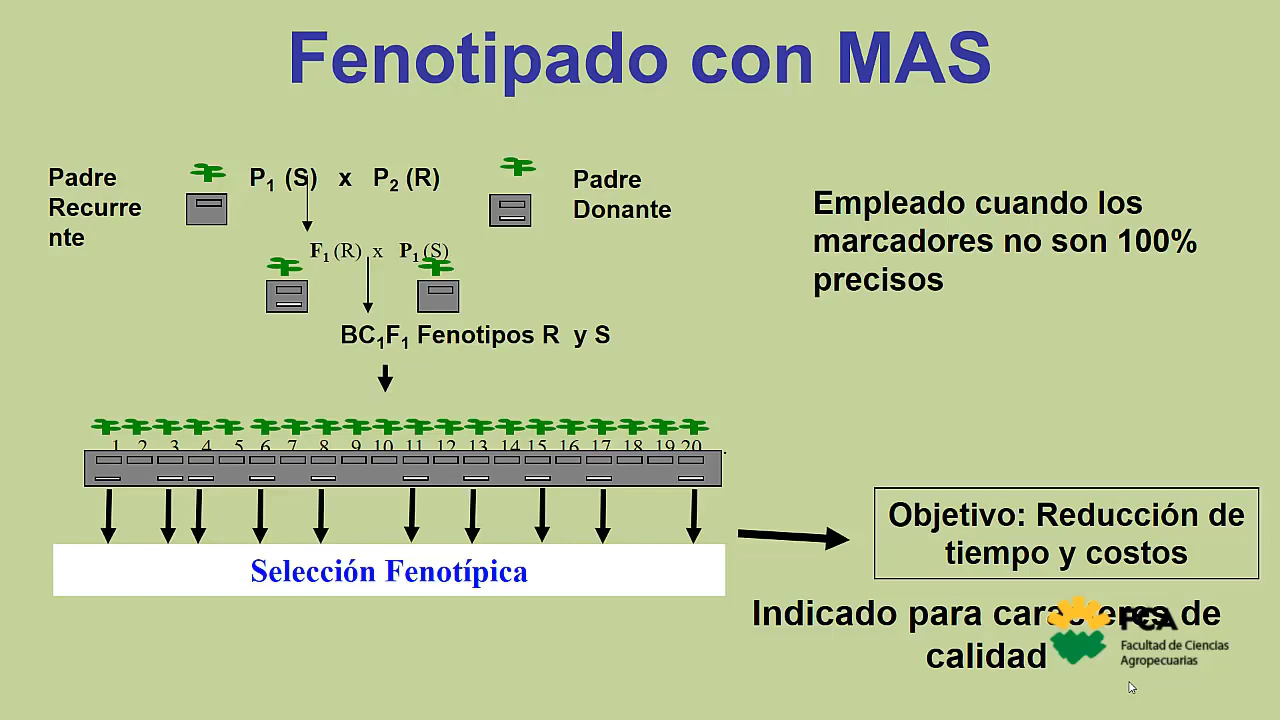 Fenotipado con MAS
Padre
Recurre
nte
P1 (S) x P2 (R)
Padre
Donante
F1 (R) x P1 (S)
BC1F1 Fenotipos R y S
1 2 3 4 5 6 7 8 9 10 11 12 13 14 15 16 17 18 19 20 .
Selección Fenotípica
Empleado cuando los
marcadores no son 100%
precisos
Objetivo: Reducción de
tiempo y costos
Indicado para caracteres de
calidad
FCA
Facultad de Ciencias
Agropecuarias